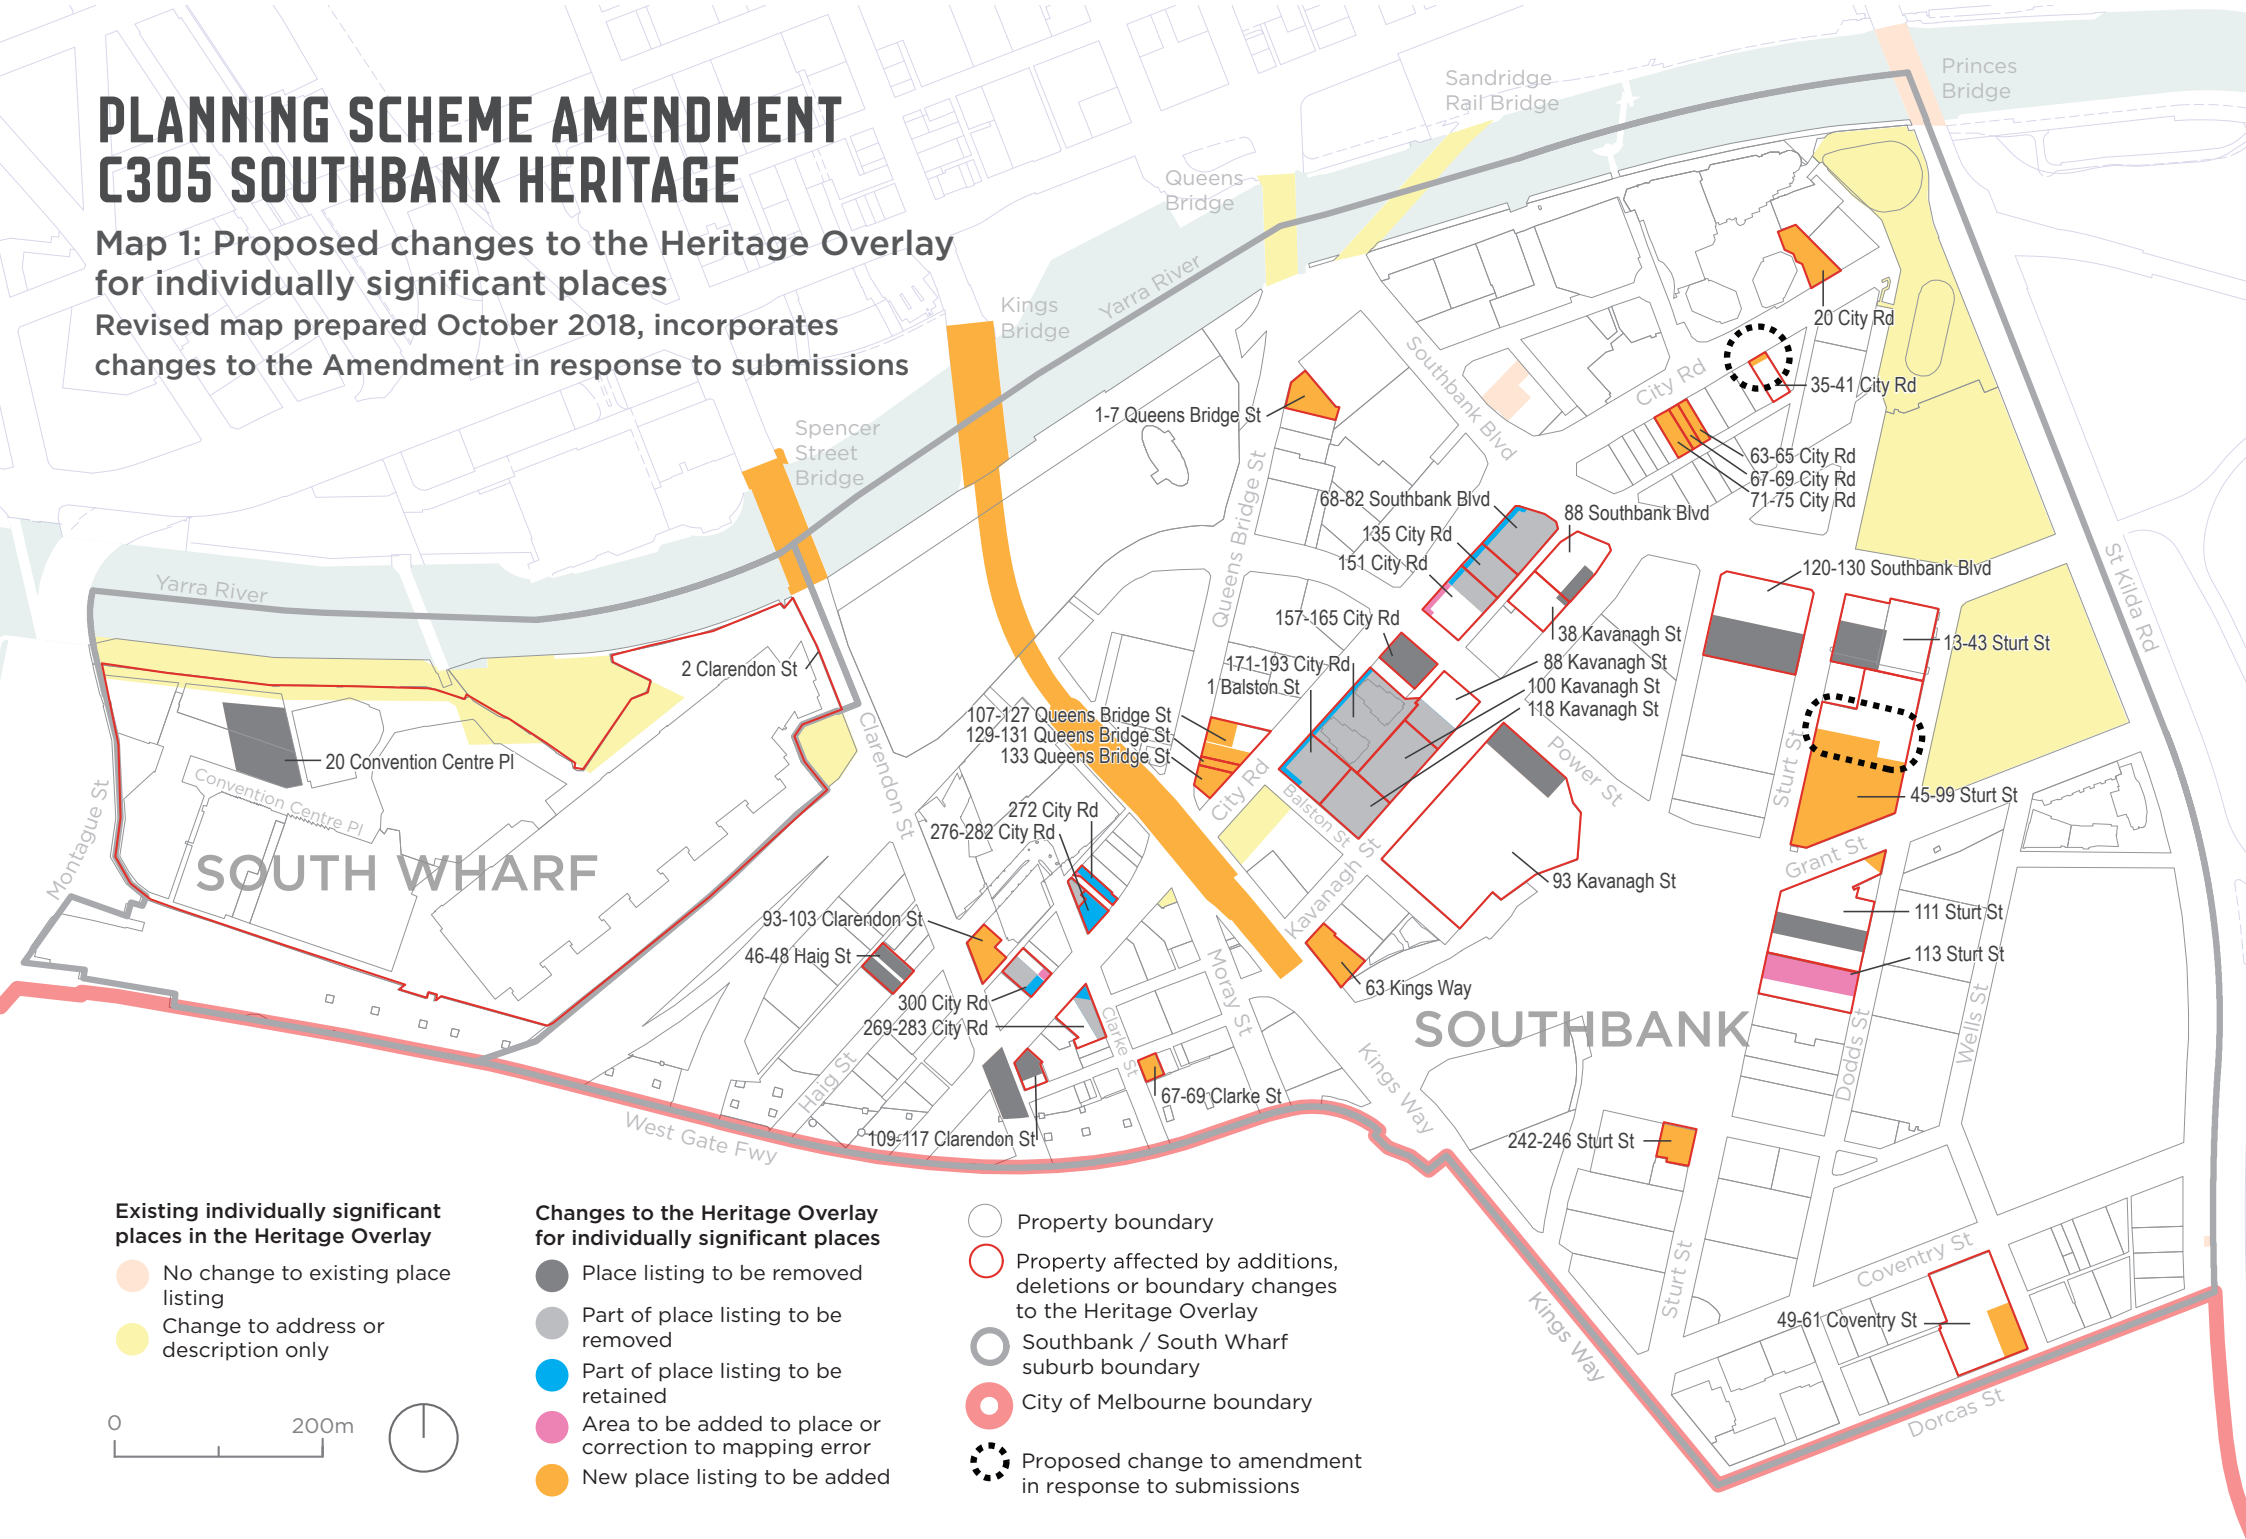 PLANNING SCHEME AMENDMENT
C305 SOUTHBANK HERITAGE
Map 1: Proposed changes to the Heritage Overlay
for individually significant places
Revised map prepared October 2018, incorporates
changes to the Amendment in response to submissions
Princes
Bridge
Sandridge
Rail Bridge
Queens
Bridge
Kings
Bridge
Yarra River
Spencer
Street
Bridge
Yarra River
20 City Rd
35-41 City Rd
City Rd
Southbank Blvd
1-7 Queens Bridge St
63-65 City Rd
67-69 City Rd
71-75 City Rd
68-82 Southbank Blvd
88 Southbank Blvd
135 City Rd
151 City Rd
Queens Bridge St
120-130 Southbank Blvd
St Kilda Rd
157-165 City Rd
38 Kavanagh St
13-43 Sturt St
171-193 City Rd
88 Kavanagh St
1 Balston St
100 Kavanagh St
118 Kavanagh St
2 Clarendon St
107-127 Queens Bridge St
129-131 Queens Bridge St
133 Queens Bridge St
20 Convention Centre Pl
Convention Centre Pl
Clarendon St
City Rd
Balston St
Power St
Sturt St
45-99 Sturt St
272 City Rd
276-282 City Rd
Montague St
SOUTH WHARF
Kavanagh St
93 Kavanagh St
Grant St
93-103 Clarendon St
111 Sturt St
46-48 Haig St
113 Sturt St
Moray St
63 Kings Way
300 City Rd
269-283 City Rd
Clarke St
SOUTHBANK
Wells St
Dodds St
Haig St
67-69 Clarke St
Kings Way
West Gate Fwy
109-117 Clarendon St
242-246 Sturt St
Sturt St
Coventry St
Kings Way
49-61 Coventry St
Dorcas St
Existing individually significant
places in the Heritage Overlay
No change to existing place
listing
Change to address or
description only
0
200m
Changes to the Heritage Overlay
for individually significant places
Place listing to be removed
Part of place listing to be
removed
Part of place listing to be
retained
Area to be added to place or
correction to mapping error
New place listing to be added
Property boundary
Property affected by additions,
deletions or boundary changes
to the Heritage Overlay
Southbank / South Wharf
suburb boundary
City of Melbourne boundary
Proposed change to amendment
in response to submissions